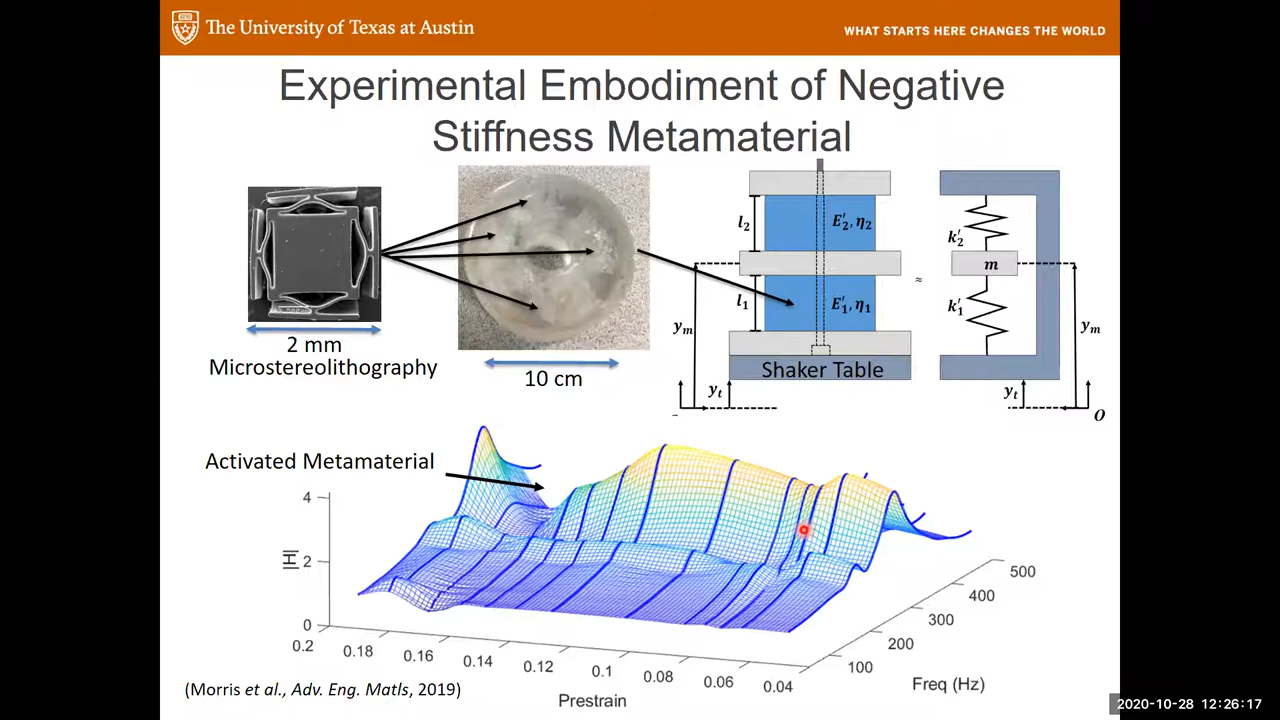 The University of Texas at Austin
WHAT STARTS HERE CHANGES THE WORLD
Experimental Embodiment of Negative
Stiffness Metamaterial
2 mm
Microstereolithography
10 cm
l₂
E₂′, η₂
l₁
E₁′, η₁
yₘ
yₜ
Shaker Table
≈
k₂′
m
k₁′
yₘ
yₜ
O
Activated Metamaterial
|H|
4
2
0
0.2
0.18
0.16
0.14
0.12
0.1
0.08
0.06
0.04
Prestrain
100
200
300
400
500
Freq (Hz)
(Morris et al., Adv. Eng. Matls, 2019)
2020-10-28 12:26:17